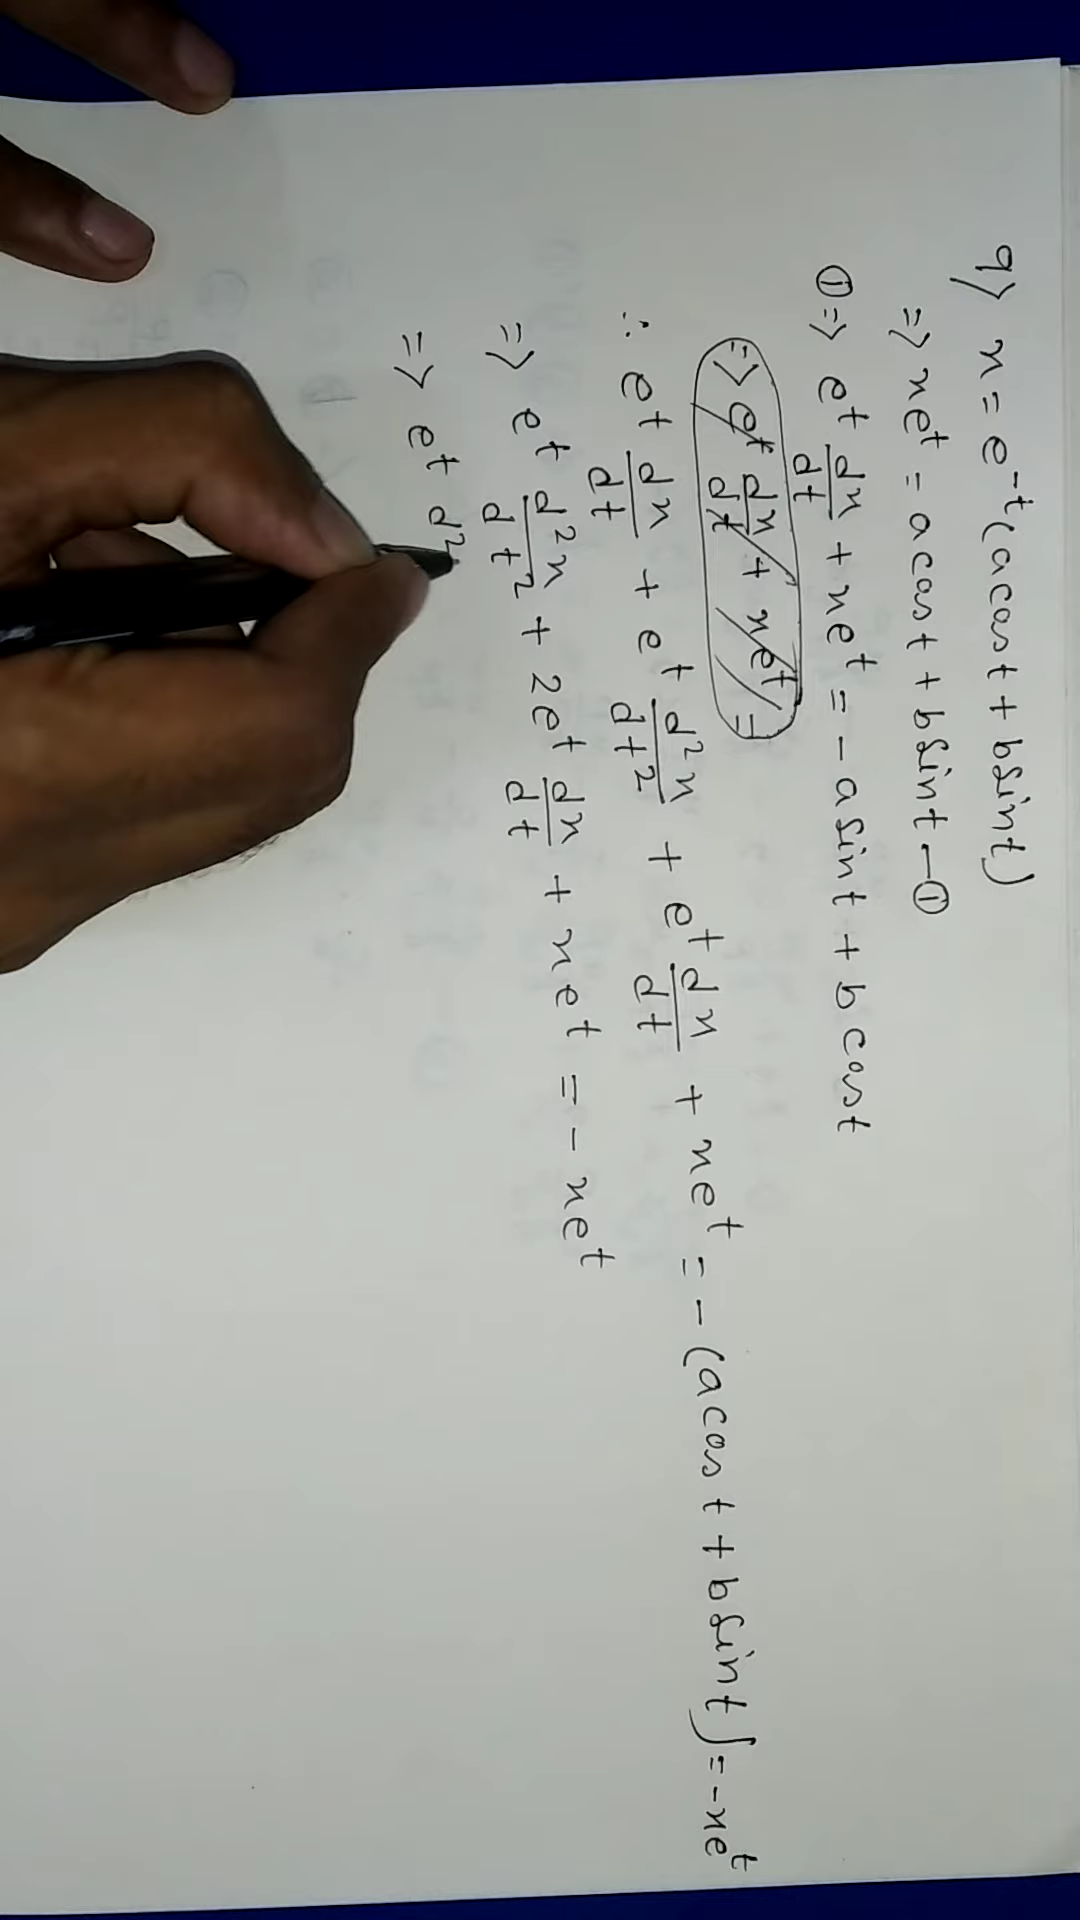 9) x = e^-t (a cos t + b sin t)
=> xe^t = a cos t + b sin t - ①
① => e^t dx/dt + xe^t = - a sin t + b cos t
=> e^t dx/dt + xe^t =
∴ e^t dx/dt + e^t d²x/dt² + e^t dx/dt + xe^t = - (a cos t + b sin t) = - xe^t
=> e^t d²x/dt² + 2e^t dx/dt + xe^t = - xe^t
=> e^t d²